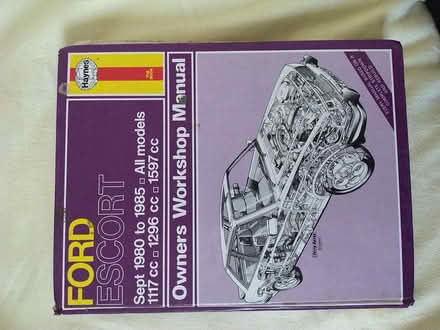 Haynes
FORD
ESCORT
Sept 1980 to 1985 □ All models
1117 cc □ 1296 cc □ 1597 cc
Owners Workshop Manual